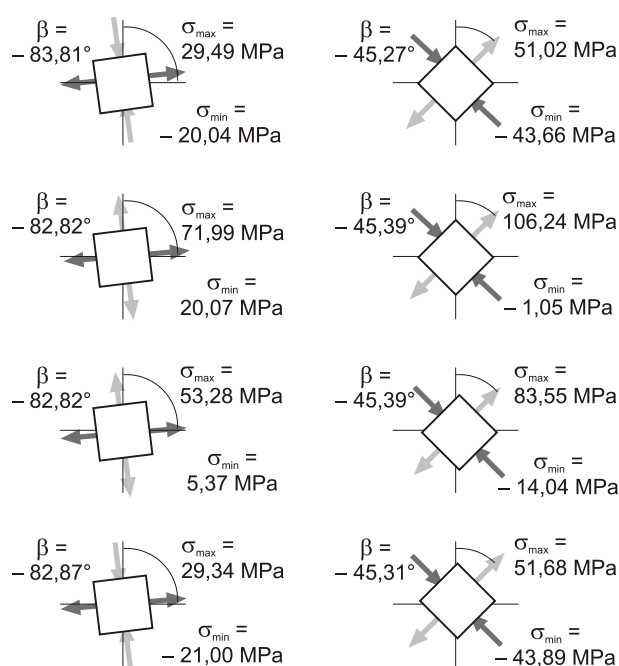 β =
– 83,81°
σmax =
29,49 MPa
σmin =
– 20,04 MPa
β =
– 45,27°
σmax =
51,02 MPa
σmin =
– 43,66 MPa
β =
– 82,82°
σmax =
71,99 MPa
σmin =
20,07 MPa
β =
– 45,39°
σmax =
106,24 MPa
σmin =
– 1,05 MPa
β =
– 82,82°
σmax =
53,28 MPa
σmin =
5,37 MPa
β =
– 45,39°
σmax =
83,55 MPa
σmin =
– 14,04 MPa
β =
– 82,87°
σmax =
29,34 MPa
σmin =
– 21,00 MPa
β =
– 45,31°
σmax =
51,68 MPa
σmin =
– 43,89 MPa